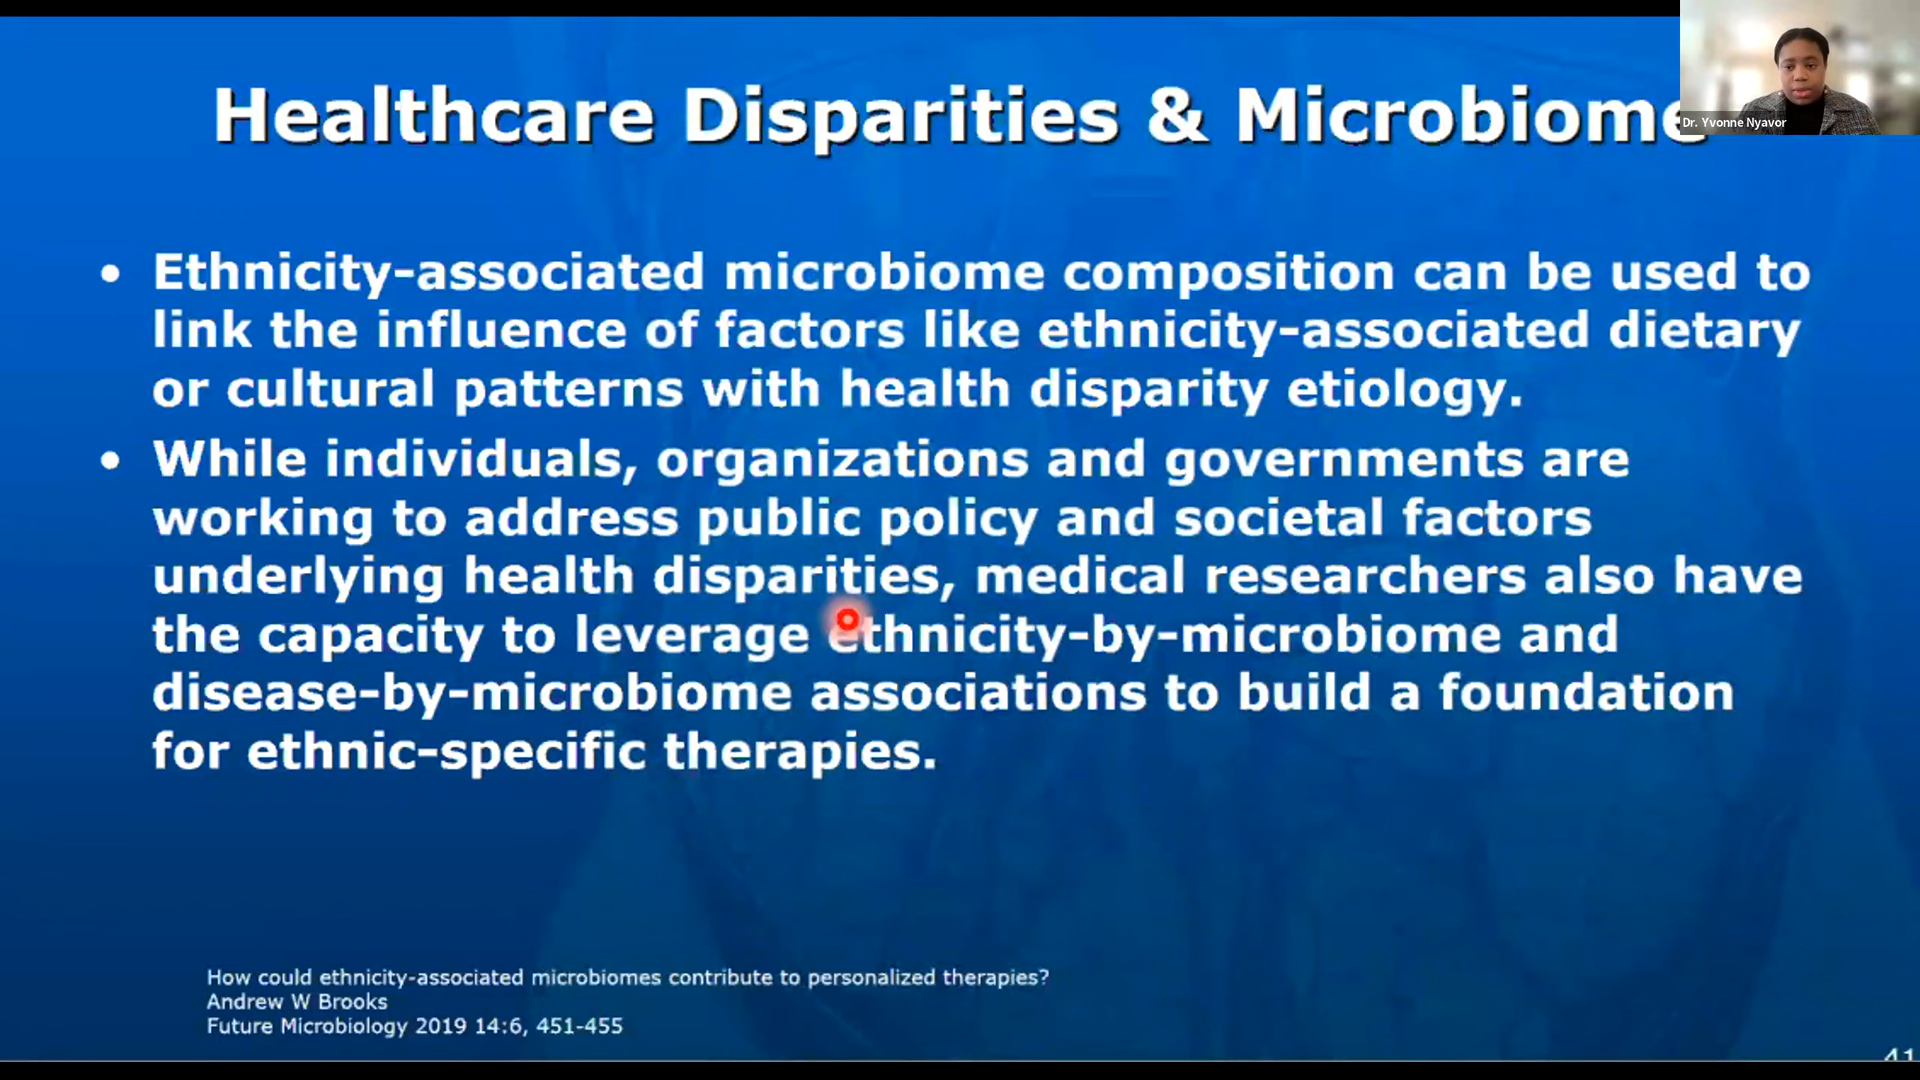 Healthcare Disparities & Microbiome
Dr. Yvonne Nyavor
• Ethnicity-associated microbiome composition can be used to
link the influence of factors like ethnicity-associated dietary
or cultural patterns with health disparity etiology.
• While individuals, organizations and governments are
working to address public policy and societal factors
underlying health disparities, medical researchers also have
the capacity to leverage ethnicity-by-microbiome and
disease-by-microbiome associations to build a foundation
for ethnic-specific therapies.
How could ethnicity-associated microbiomes contribute to personalized therapies?
Andrew W Brooks
Future Microbiology 2019 14:6, 451-455
41